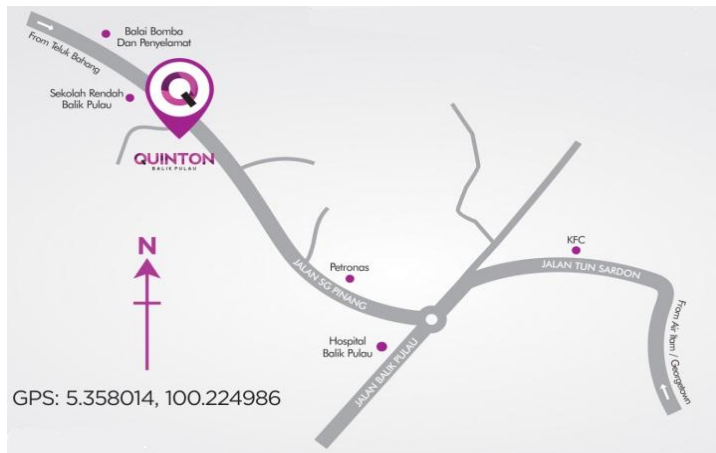 Balai Bomba
Dan Penyelamat
From Teluk Bahang
Sekolah Rendah
Balik Pulau
QUINTON
BALIK PULAU
N
Petronas
JALAN SG PINANG
KFC
JALAN TUN SARDON
Hospital
Balik Pulau
JALAN BALIK PULAU
From Air Itam / Georgetown
GPS: 5.358014, 100.224986